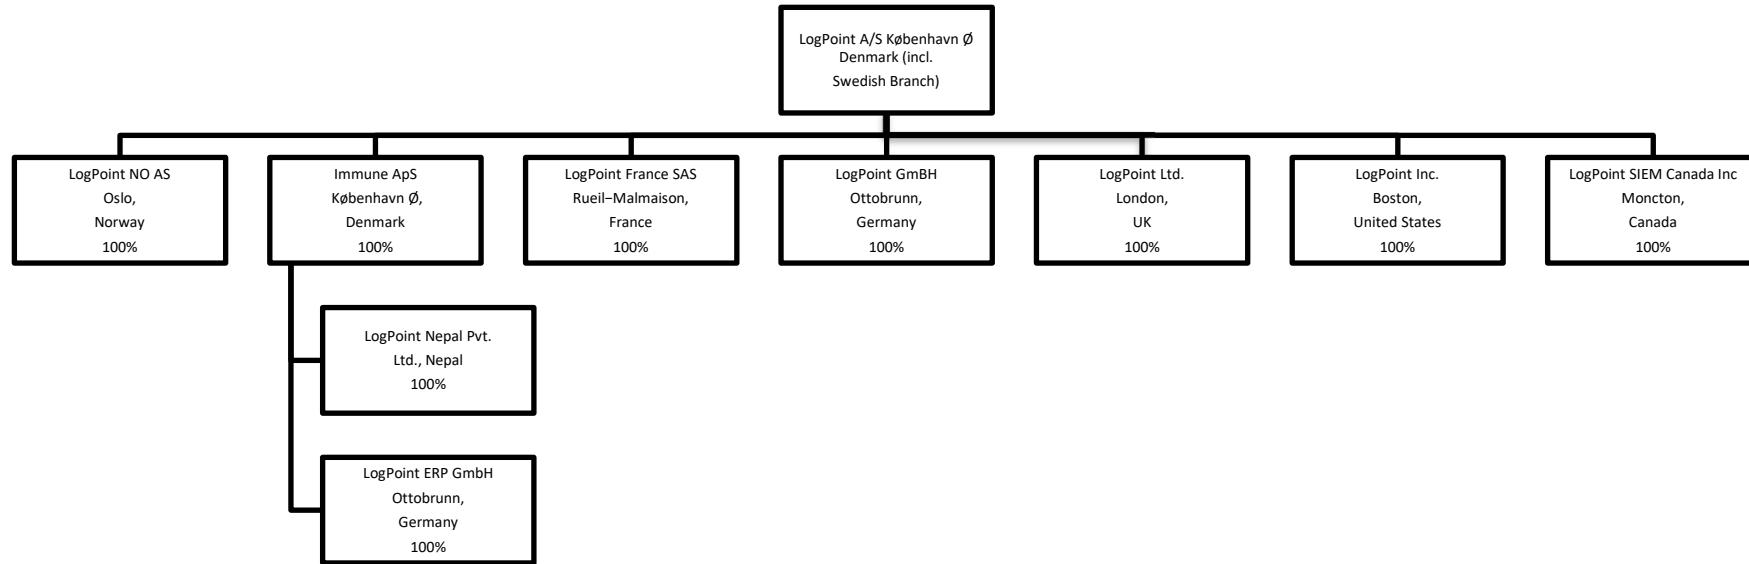 LogPoint A/S København Ø
Denmark (incl.
Swedish Branch)
LogPoint NO AS
Oslo,
Norway
100%
Immune ApS
København Ø,
Denmark
100%
LogPoint France SAS
Rueil−Malmaison,
France
100%
LogPoint GmBH
Ottobrunn,
Germany
100%
LogPoint Ltd.
London,
UK
100%
LogPoint Inc.
Boston,
United States
100%
LogPoint SIEM Canada Inc
Moncton,
Canada
100%
LogPoint Nepal Pvt.
Ltd., Nepal
100%
LogPoint ERP GmbH
Ottobrunn,
Germany
100%